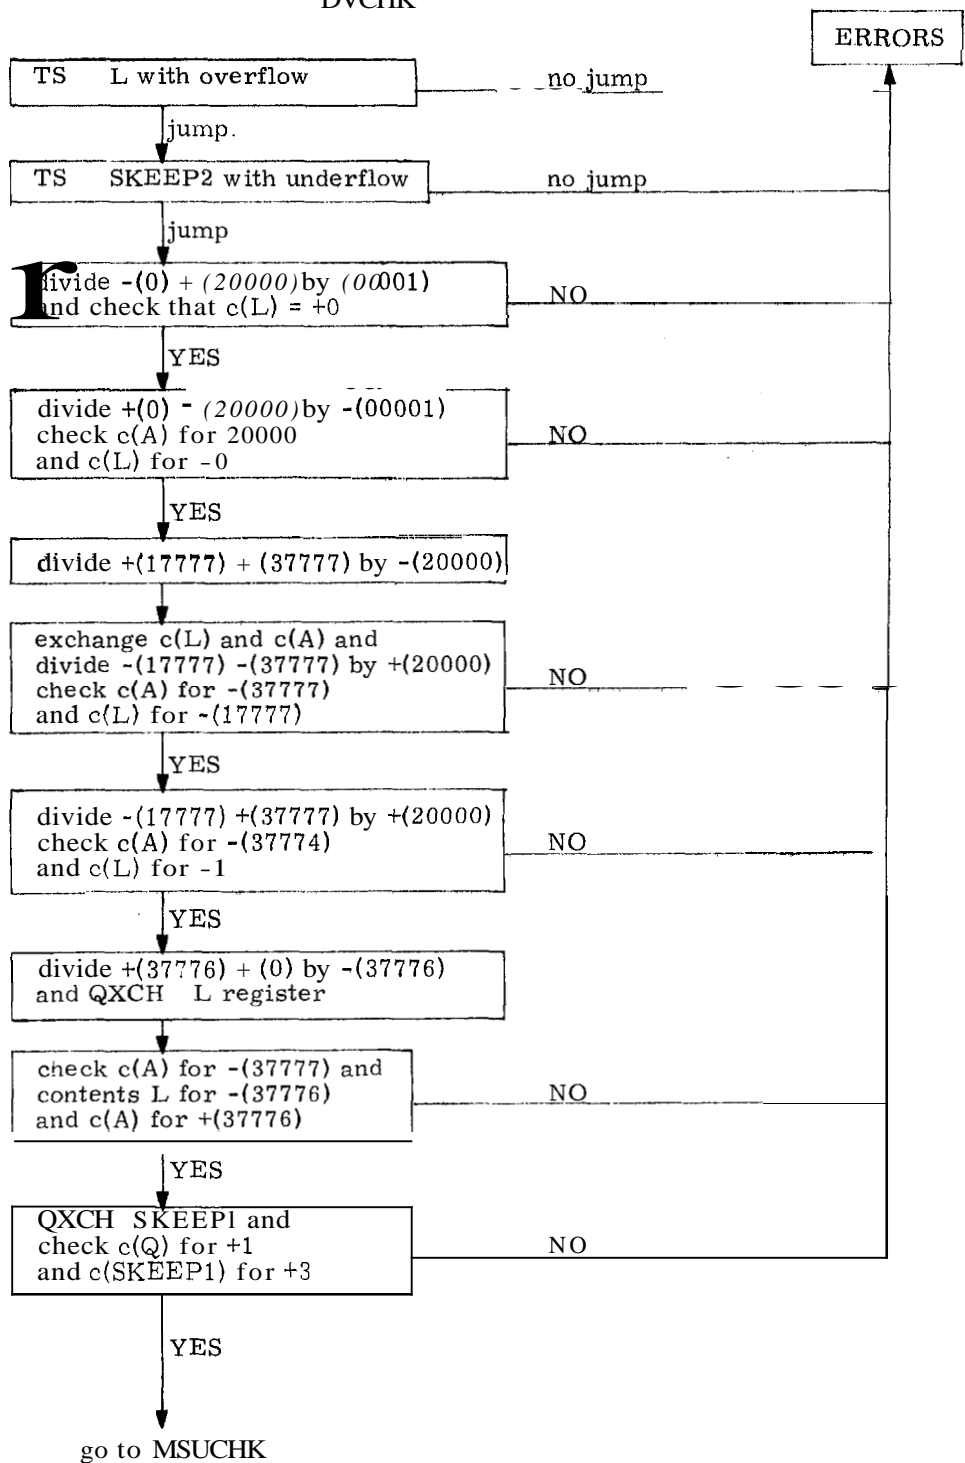 DVCHK
ERRORS
TS L with overflow
no jump
jump.
TS SKEEP2 with underflow
no jump
jump
divide -(0) + (20000) by (00001)
and check that c(L) = +0
NO
YES
divide +(0) - (20000) by -(00001)
check c(A) for 20000
and c(L) for -0
NO
YES
divide +(17777) + (37777) by -(20000)
exchange c(L) and c(A) and
divide -(17777) -(37777) by +(20000)
check c(A) for -(37777)
and c(L) for -(17777)
NO
YES
divide -(17777) +(37777) by +(20000)
check c(A) for -(37774)
and c(L) for -1
NO
YES
divide +(37776) + (0) by -(37776)
and QXCH L register
check c(A) for -(37777) and
contents L for -(37776)
and c(A) for +(37776)
NO
YES
QXCH SKEEP1 and
check c(Q) for +1
and c(SKEEP1) for +3
NO
YES
go to MSUCHK